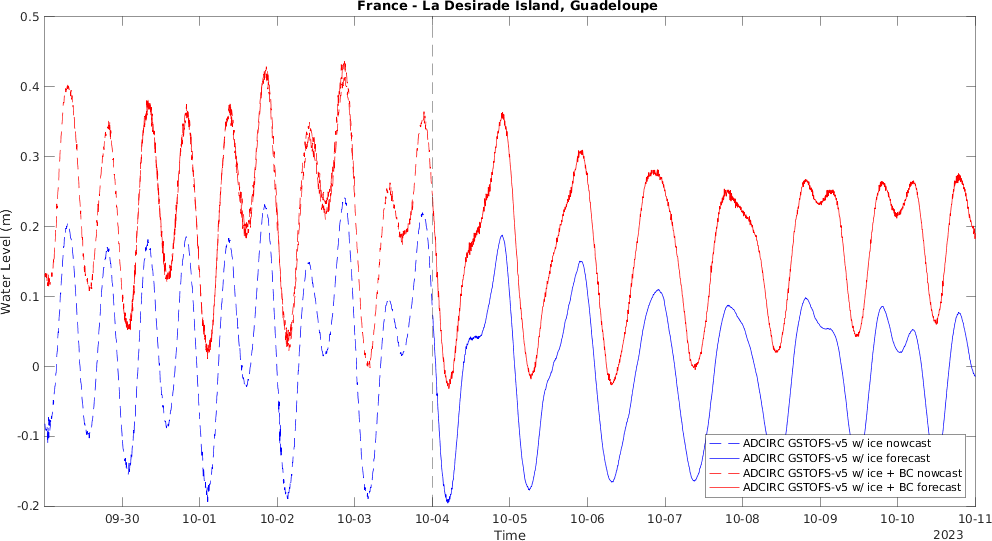 France - La Desirade Island, Guadeloupe
0.5
0.4
0.3
0.2
0.1
0
-0.1
-0.2
Water Level (m)
ADCIRC GSTOFS-v5 w/ ice nowcast
ADCIRC GSTOFS-v5 w/ ice forecast
ADCIRC GSTOFS-v5 w/ ice + BC nowcast
ADCIRC GSTOFS-v5 w/ ice + BC forecast
09-30 10-01 10-02 10-03 10-04 10-05 10-06 10-07 10-08 10-09 10-10 10-11
Time
2023